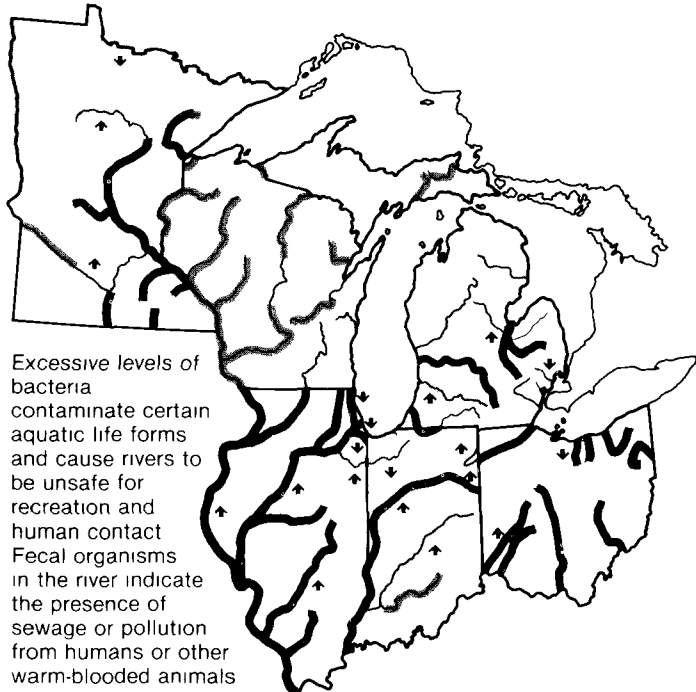 Excessive levels of
bacteria
contaminate certain
aquatic life forms
and cause rivers to
be unsafe for
recreation and
human contact
Fecal organisms
in the river indicate
the presence of
sewage or pollution
from humans or other
warm-blooded animals